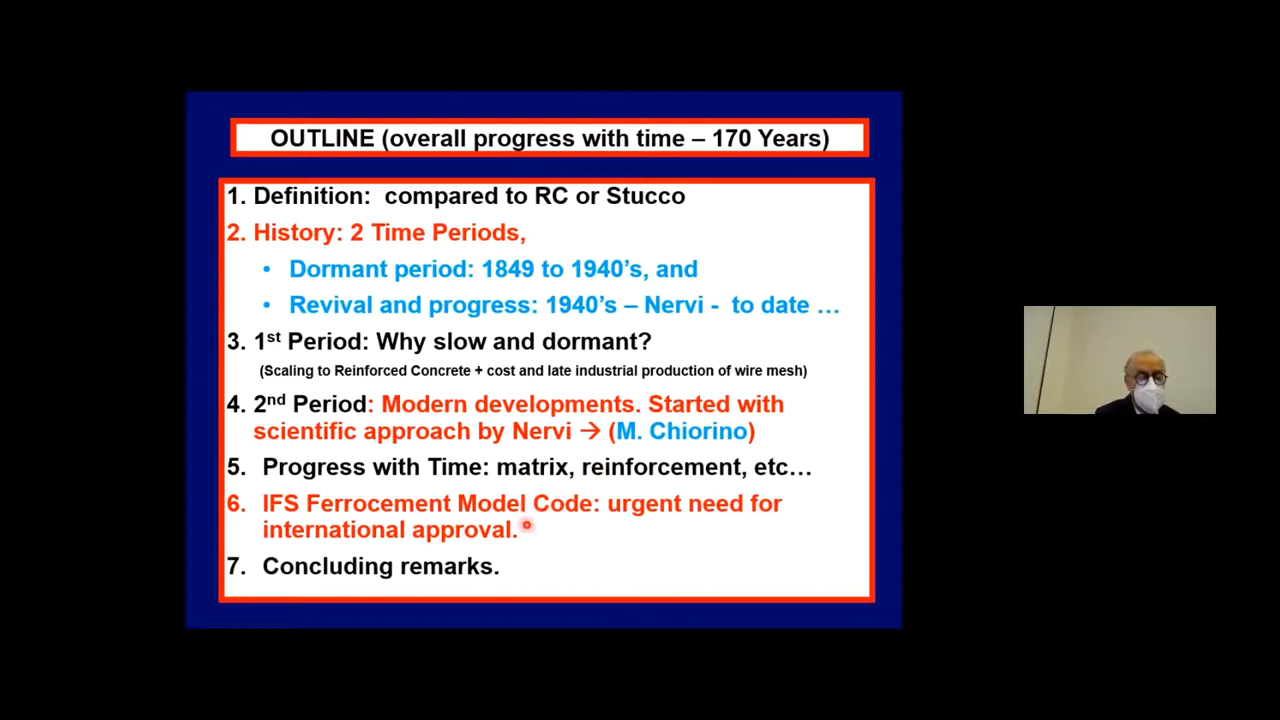 OUTLINE (overall progress with time – 170 Years)
1. Definition:  compared to RC or Stucco
2. History: 2 Time Periods,
• Dormant period: 1849 to 1940’s, and
• Revival and progress: 1940’s – Nervi -  to date …
3. 1st Period: Why slow and dormant?
(Scaling to Reinforced Concrete + cost and late industrial production of wire mesh)
4. 2nd Period: Modern developments. Started with
scientific approach by Nervi → (M. Chiorino)
5. Progress with Time: matrix, reinforcement, etc…
6. IFS Ferrocement Model Code: urgent need for
international approval.
7. Concluding remarks.